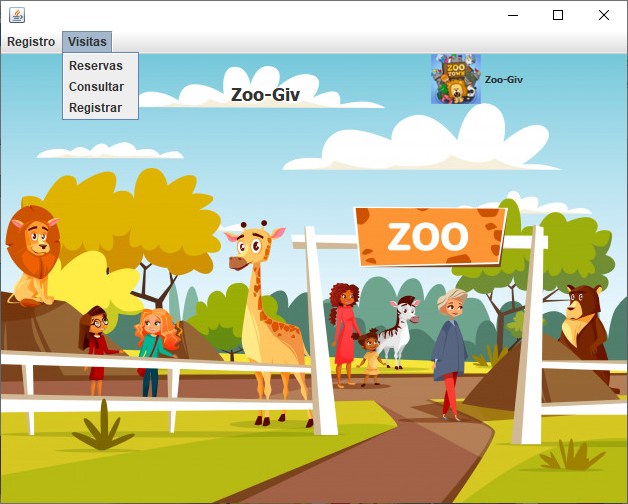 Registro Visitas
Reservas
Consultar
Registrar
Zoo-Giv
ZOO
TOWN
Zoo-Giv
ZOO